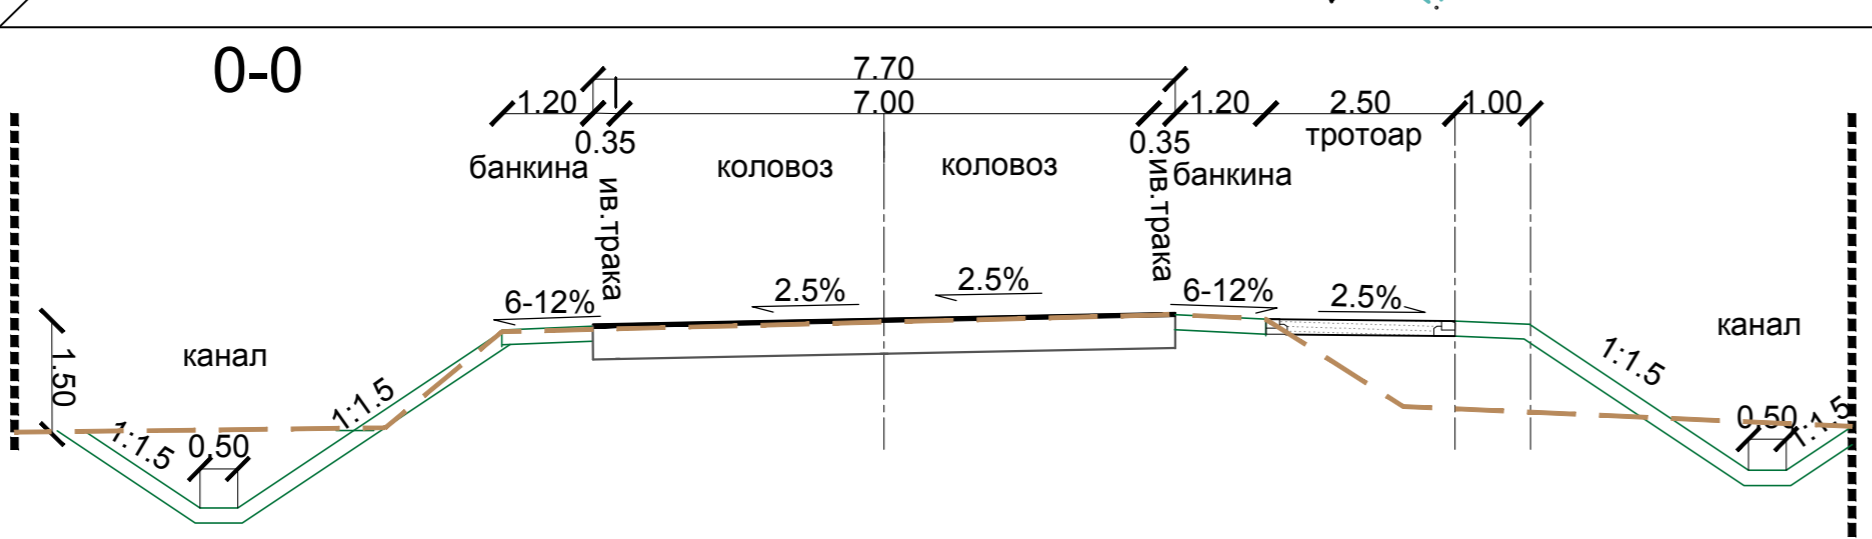 0-0
7.70
1.20
7.00
1.20
2.50
1.00
0.35
0.35
тротоар
банкина
коловоз
коловоз
банкина
ив.трака
ив.трака
6-12%
2.5%
2.5%
6-12%
2.5%
канал
канал
1.50
1:1.5
1:1.5
1:1.5
1:1.5
0.50
0.50